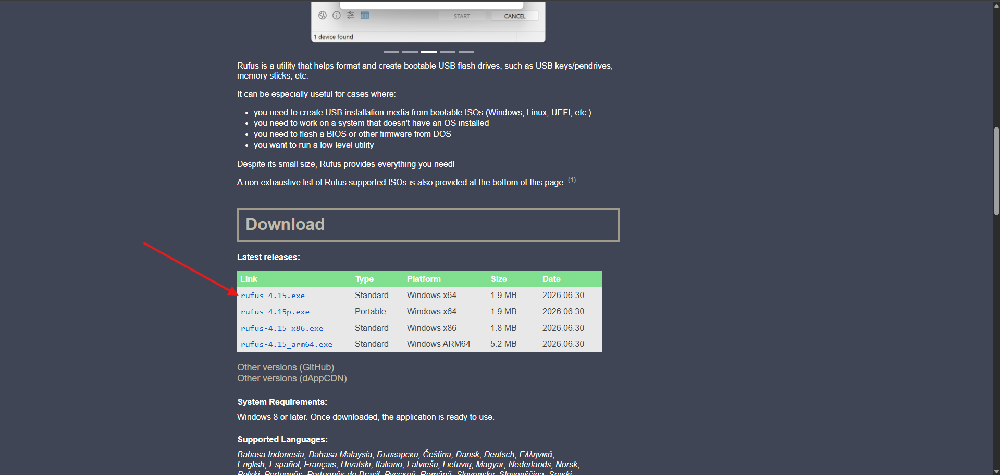 START
CANCEL
1 device found
Rufus is a utility that helps format and create bootable USB flash drives, such as USB keys/pendrives,
memory sticks, etc.
It can be especially useful for cases where:
you need to create USB installation media from bootable ISOs (Windows, Linux, UEFI, etc.)
you need to work on a system that doesn't have an OS installed
you need to flash a BIOS or other firmware from DOS
you want to run a low-level utility
Despite its small size, Rufus provides everything you need!
A non exhaustive list of Rufus supported ISOs is also provided at the bottom of this page. (1)
Download
Latest releases:
Link Type Platform Size Date
rufus-4.15.exe Standard Windows x64 1.9 MB 2026.06.30
rufus-4.15p.exe Portable Windows x64 1.9 MB 2026.06.30
rufus-4.15_x86.exe Standard Windows x86 1.8 MB 2026.06.30
rufus-4.15_arm64.exe Standard Windows ARM64 5.2 MB 2026.06.30
Other versions (GitHub)
Other versions (dAppCDN)
System Requirements:
Windows 8 or later. Once downloaded, the application is ready to use.
Supported Languages:
Bahasa Indonesia, Bahasa Malaysia, Български, Čeština, Dansk, Deutsch, Ελληνικά,
English, Español, Français, Hrvatski, Italiano, Latviešu, Lietuvių, Magyar, Nederlands, Norsk,
Polski, Português, Português do Brasil, Русский, Română, Slovensky, Slovenščina, Srpski,